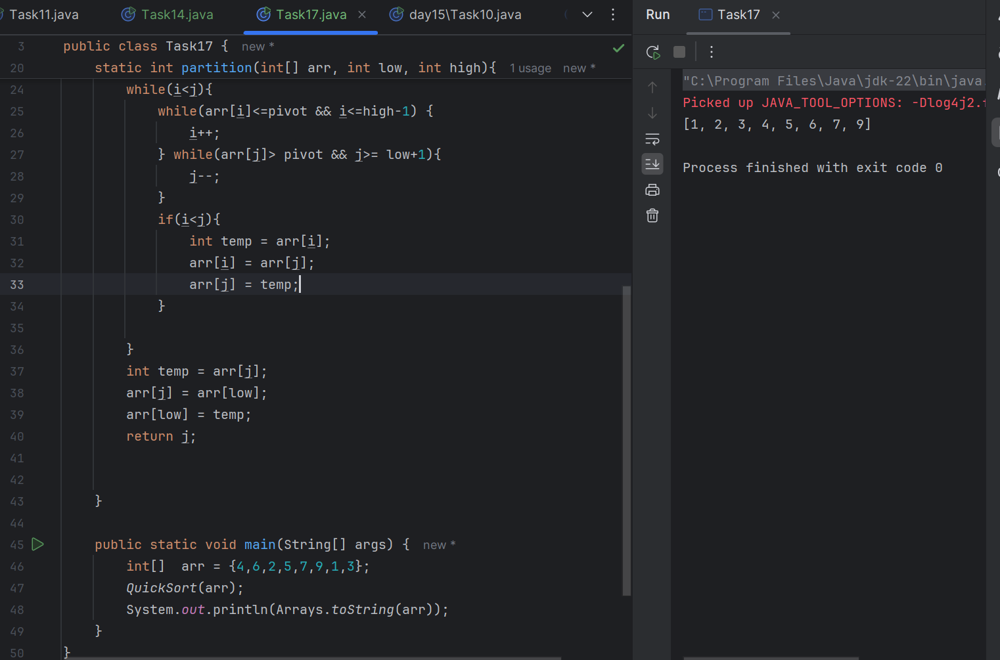 Task11.java Task14.java Task17.java day15\Task10.java
Run Task17
3 public class Task17 { new *
20 static int partition(int[] arr, int low, int high){ 1 usage new *
24 while(i<j){
25 while(arr[i]<=pivot && i<=high-1) {
26 i++;
27 } while(arr[j]> pivot && j>= low+1){
28 j--;
29 }
30 if(i<j){
31 int temp = arr[i];
32 arr[i] = arr[j];
33 arr[j] = temp;
34 }
35
36 }
37 int temp = arr[j];
38 arr[j] = arr[low];
39 arr[low] = temp;
40 return j;
41
42
43 }
44
45 public static void main(String[] args) { new *
46 int[]  arr = {4,6,2,5,7,9,1,3};
47 QuickSort(arr);
48 System.out.println(Arrays.toString(arr));
49 }
50 }
"C:\Program Files\Java\jdk-22\bin\java.
Picked up JAVA_TOOL_OPTIONS: -Dlog4j2.
[1, 2, 3, 4, 5, 6, 7, 9]
Process finished with exit code 0